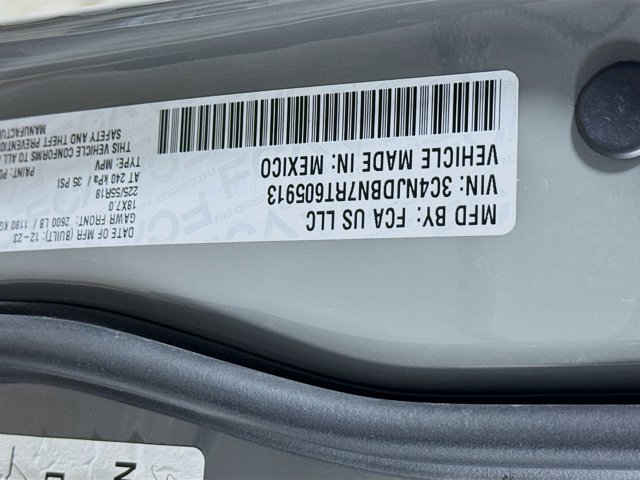 MFD BY: FCA US LLC
DATE OF MFR (BUILT): 12-23
GAWR FRONT: 2600 LB / 1180 KG
18X7.0
225/55R18
AT 240 kPa / 35 PSI
VIN: 3C4NJDBN7RT605913
TYPE: MPV
VEHICLE MADE IN: MEXICO
PAINT:
THIS VEHICLE CONFORMS TO ALL
SAFETY AND THEFT PREVENTION
MANUFACTUR
N